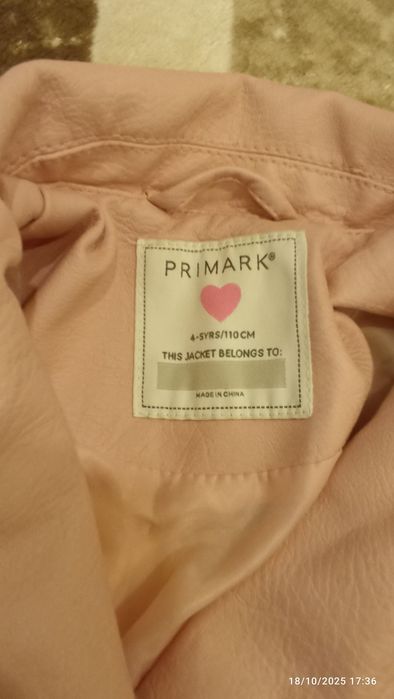 PRIMARK®
4-5YRS/110CM
THIS JACKET BELONGS TO:
MADE IN CHINA
18/10/2025 17:36